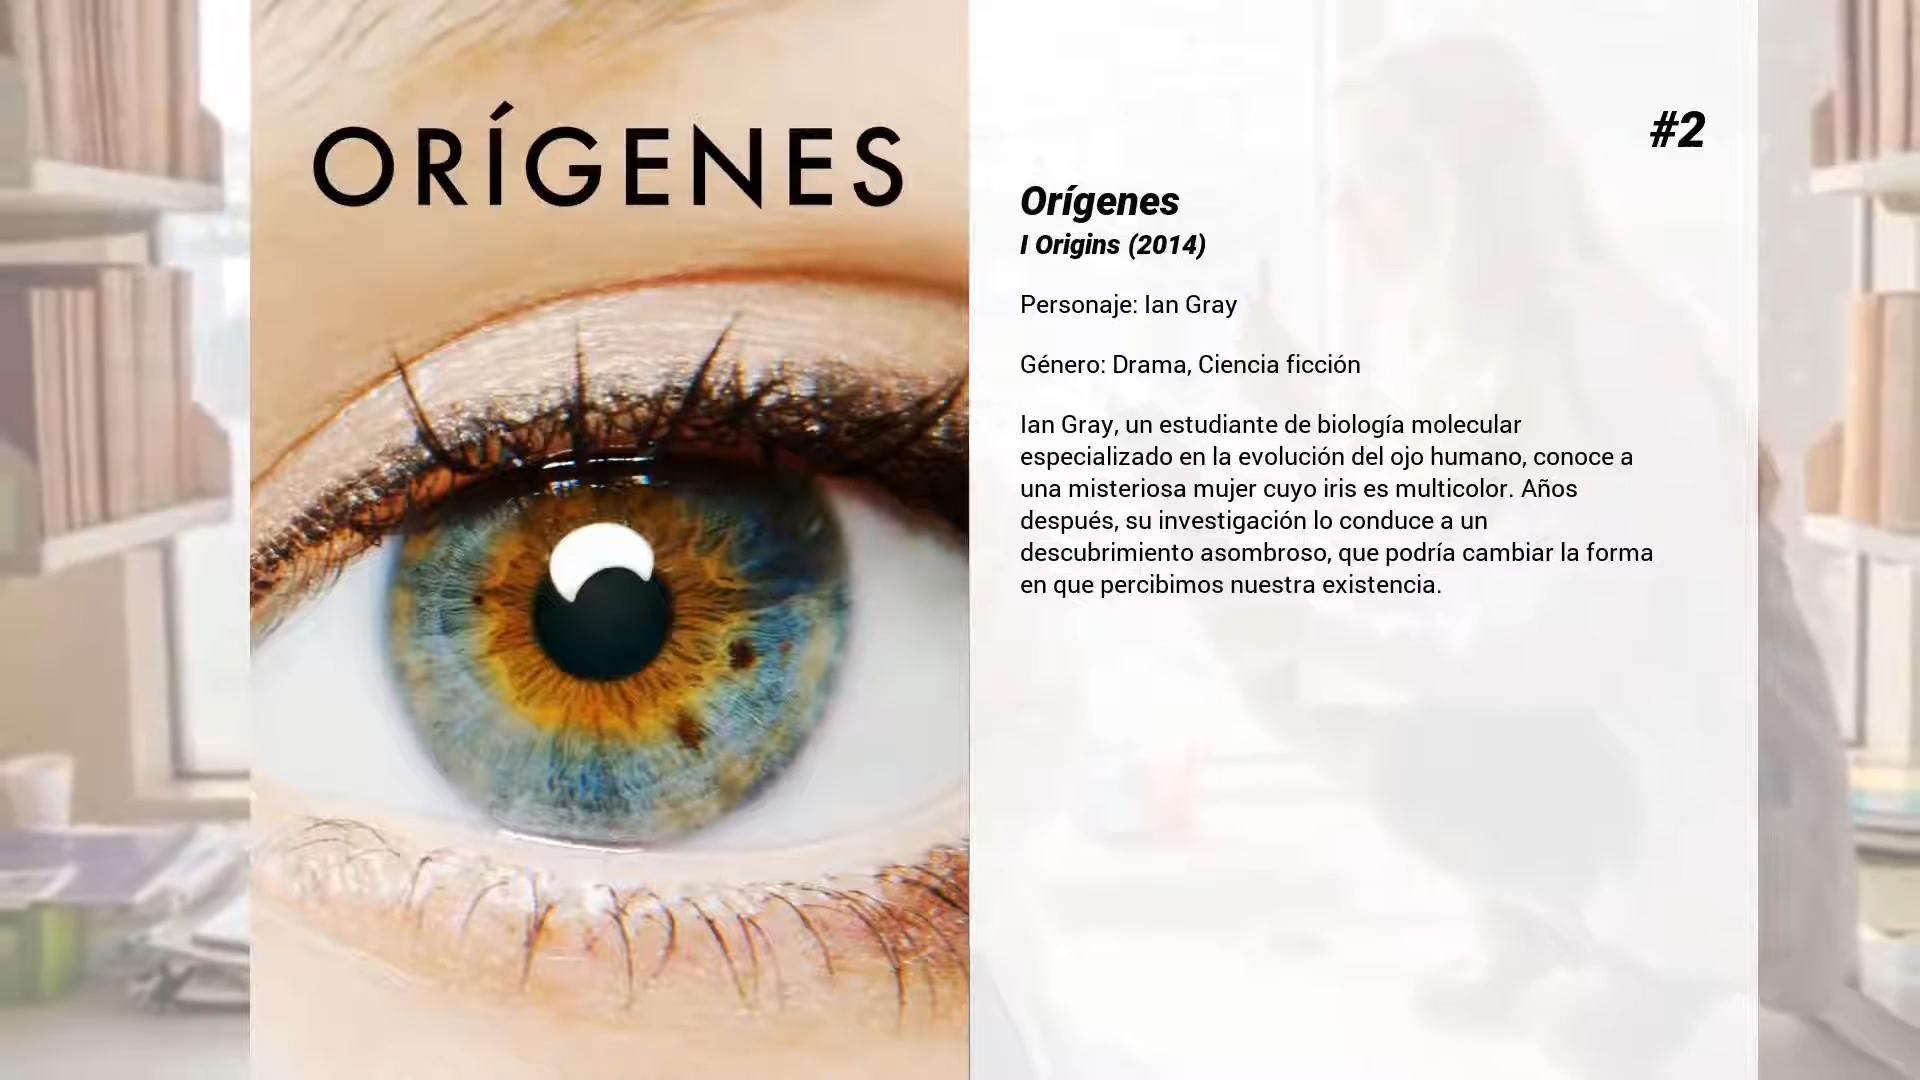 ORÍGENES
#2
Orígenes
I Origins (2014)
Personaje: Ian Gray
Género: Drama, Ciencia ficción
Ian Gray, un estudiante de biología molecular
especializado en la evolución del ojo humano, conoce a
una misteriosa mujer cuyo iris es multicolor. Años
después, su investigación lo conduce a un
descubrimiento asombroso, que podría cambiar la forma
en que percibimos nuestra existencia.